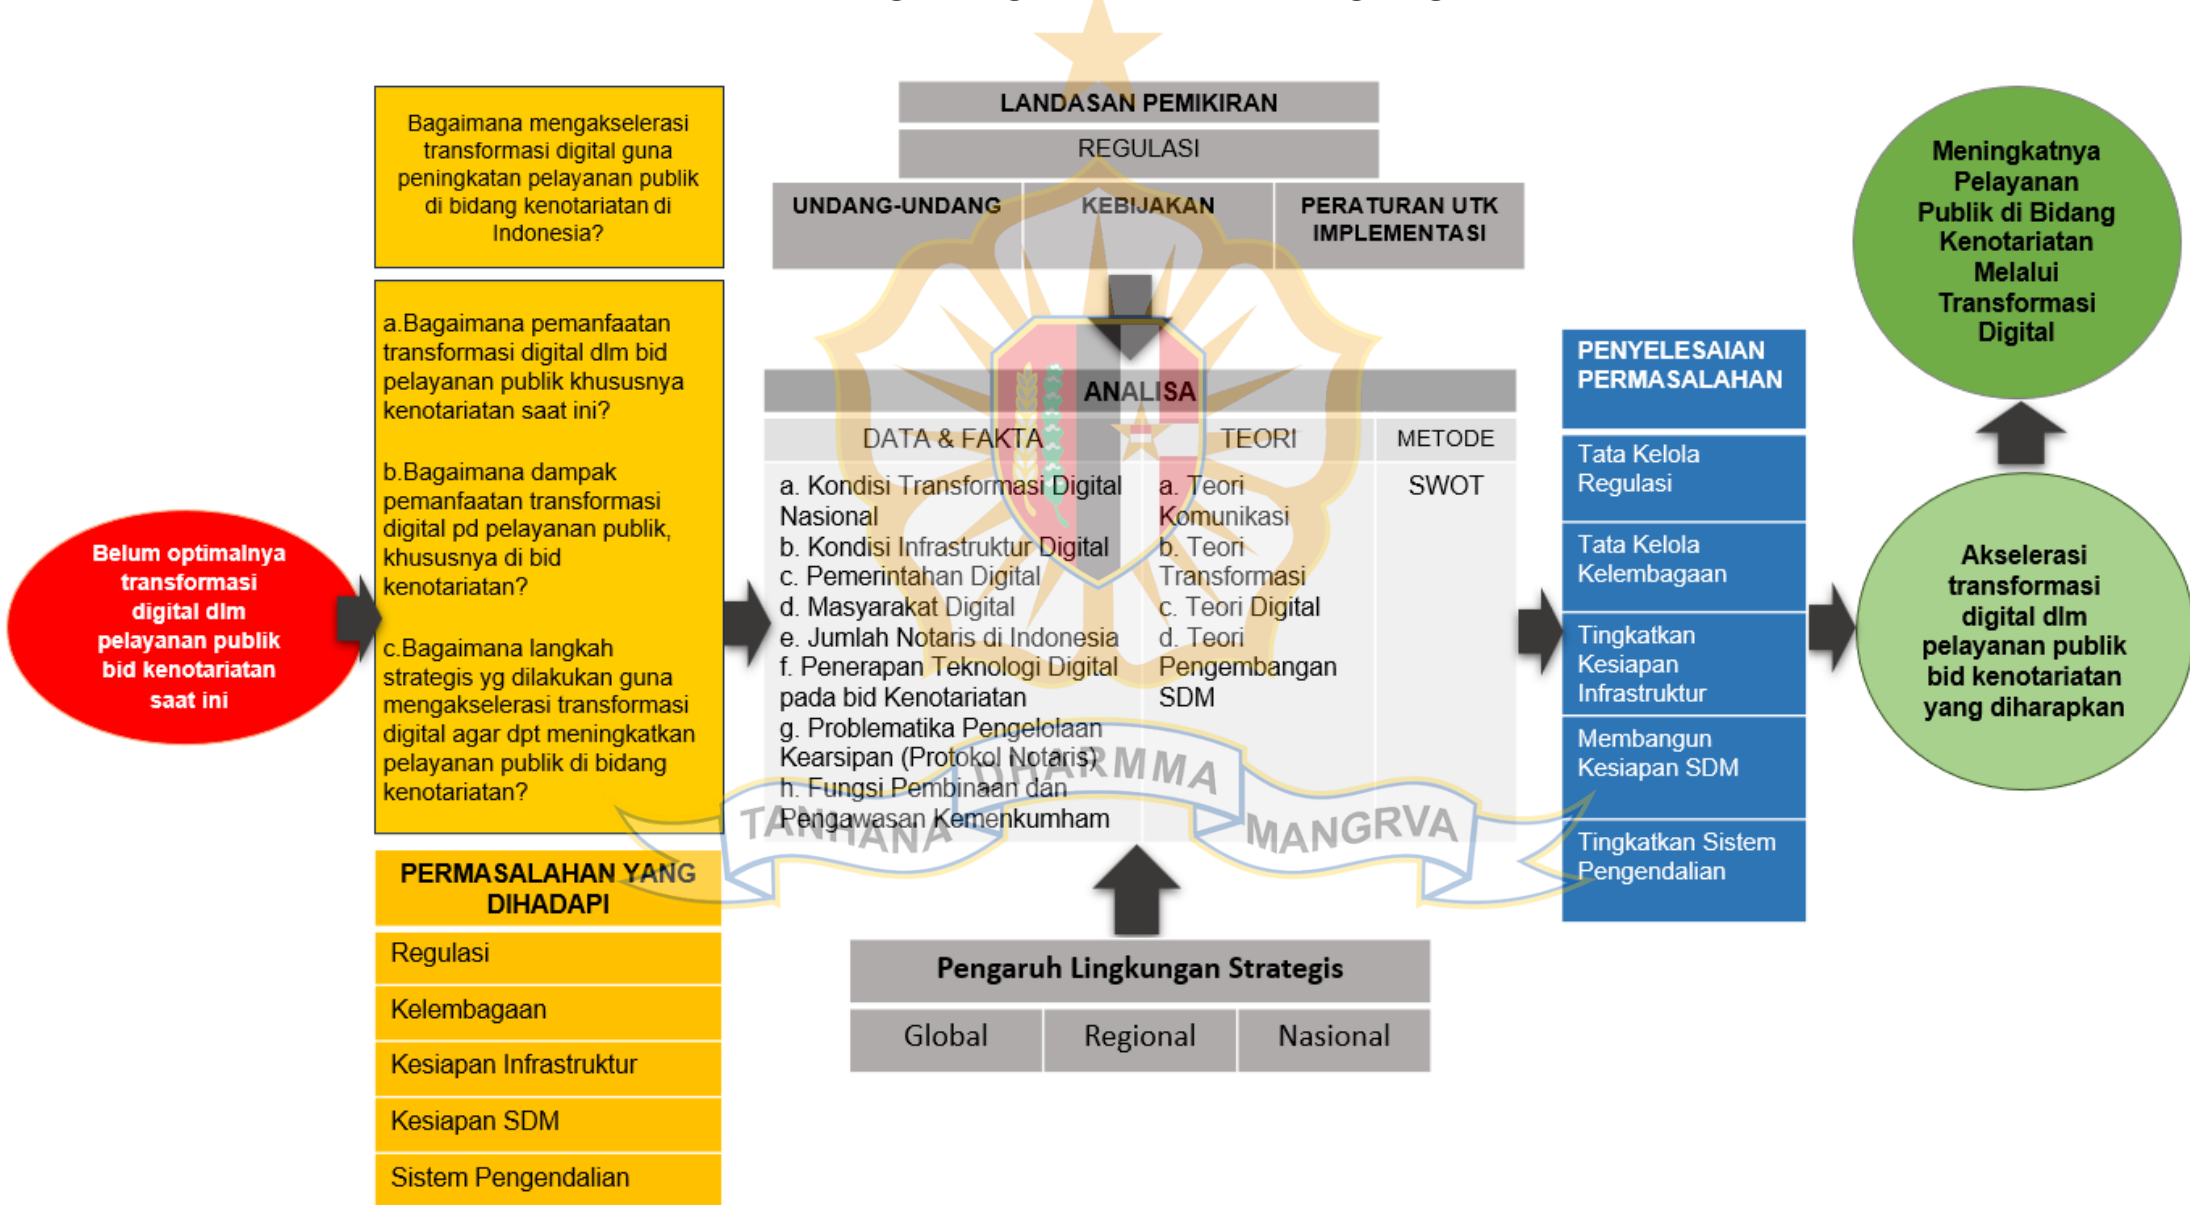 Belum optimalnya
transformasi
digital dlm
pelayanan publik
bid kenotariatan
saat ini
Bagaimana mengakselerasi
transformasi digital guna
peningkatan pelayanan publik
di bidang kenotariatan di
Indonesia?
a.Bagaimana pemanfaatan
transformasi digital dlm bid
pelayanan publik khususnya
kenotariatan saat ini?
b.Bagaimana dampak
pemanfaatan transformasi
digital pd pelayanan publik,
khususnya di bid
kenotariatan?
c.Bagaimana langkah
strategis yg dilakukan guna
mengakselerasi transformasi
digital agar dpt meningkatkan
pelayanan publik di bidang
kenotariatan?
PERMASALAHAN YANG
DIHADAPI
Regulasi
Kelembagaan
Kesiapan Infrastruktur
Kesiapan SDM
Sistem Pengendalian
LANDASAN PEMIKIRAN
REGULASI
UNDANG-UNDANG
KEBIJAKAN
PERATURAN UTK
IMPLEMENTASI
ANALISA
DATA & FAKTA
a. Kondisi Transformasi Digital
Nasional
b. Kondisi Infrastruktur Digital
c. Pemerintahan Digital
d. Masyarakat Digital
e. Jumlah Notaris di Indonesia
f. Penerapan Teknologi Digital
pada bid Kenotariatan
g. Problematika Pengelolaan
Kearsipan (Protokol Notaris)
h. Fungsi Pembinaan dan
Pengawasan Kemenkumham
TEORI
a. Teori
Komunikasi
b. Teori
Transformasi
c. Teori Digital
d. Teori
Pengembangan
SDM
METODE
SWOT
TANHANA DHARMMA MANGRVA
Pengaruh Lingkungan Strategis
Global
Regional
Nasional
PENYELESAIAN
PERMASALAHAN
Tata Kelola
Regulasi
Tata Kelola
Kelembagaan
Tingkatkan
Kesiapan
Infrastruktur
Membangun
Kesiapan SDM
Tingkatkan Sistem
Pengendalian
Meningkatnya
Pelayanan
Publik di Bidang
Kenotariatan
Melalui
Transformasi
Digital
Akselerasi
transformasi
digital dlm
pelayanan publik
bid kenotariatan
yang diharapkan